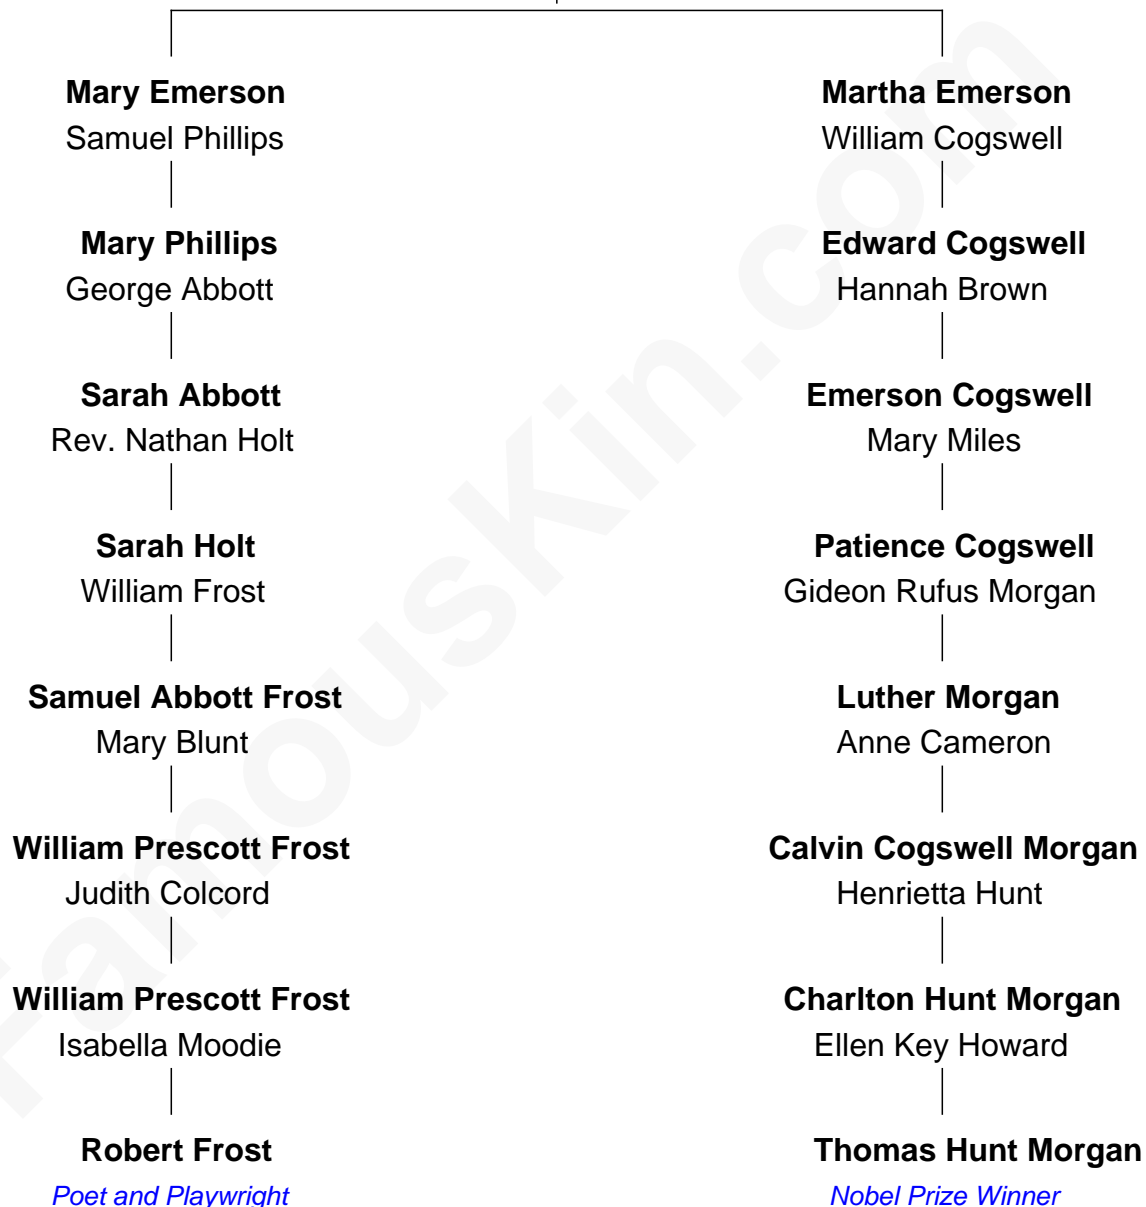 Mary Emerson
Samuel Phillips
Mary Phillips
George Abbott
Sarah Abbott
Rev. Nathan Holt
Sarah Holt
William Frost
Samuel Abbott Frost
Mary Blunt
William Prescott Frost
Judith Colcord
William Prescott Frost
Isabella Moodie
Robert Frost
Poet and Playwright
Martha Emerson
William Cogswell
Edward Cogswell
Hannah Brown
Emerson Cogswell
Mary Miles
Patience Cogswell
Gideon Rufus Morgan
Luther Morgan
Anne Cameron
Calvin Cogswell Morgan
Henrietta Hunt
Charlton Hunt Morgan
Ellen Key Howard
Thomas Hunt Morgan
Nobel Prize Winner
FamousKin.com